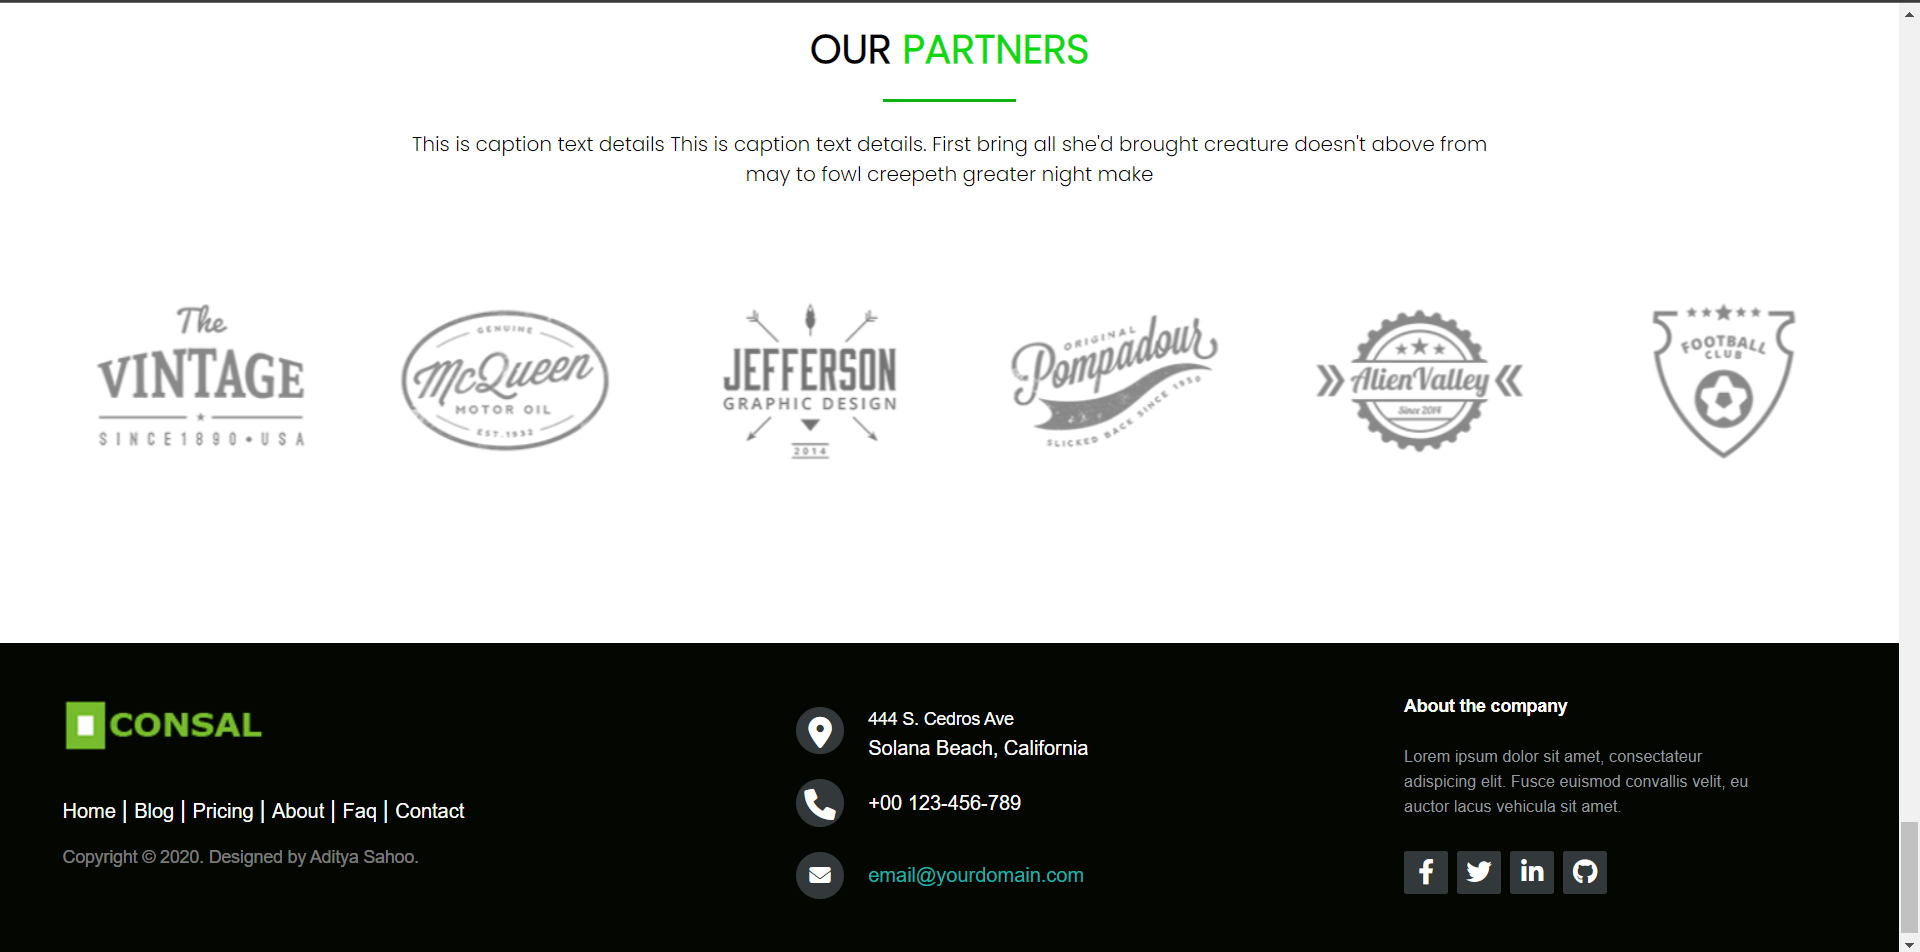 OUR PARTNERS
This is caption text details This is caption text details. First bring all she'd brought creature doesn't above from
may to fowl creepeth greater night make
The
VINTAGE
SINCE1890•USA
GENUINE
McQueen
MOTOR OIL
EST.1932
JEFFERSON
GRAPHIC DESIGN
2014
ORIGINAL
Pompadour
SLICKED BACK SINCE 1950
AlienValley
Since 2014
FOOTBALL
CLUB
CONSAL
Home | Blog | Pricing | About | Faq | Contact
Copyright © 2020. Designed by Aditya Sahoo.
444 S. Cedros Ave
Solana Beach, California
+00 123-456-789
email@yourdomain.com
About the company
Lorem ipsum dolor sit amet, consectateur
adispicing elit. Fusce euismod convallis velit, eu
auctor lacus vehicula sit amet.